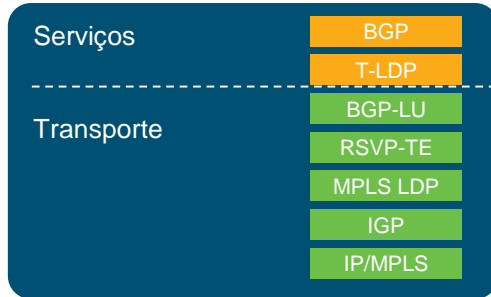 Serviços
BGP
T-LDP
Transporte
BGP-LU
RSVP-TE
MPLS LDP
IGP
IP/MPLS